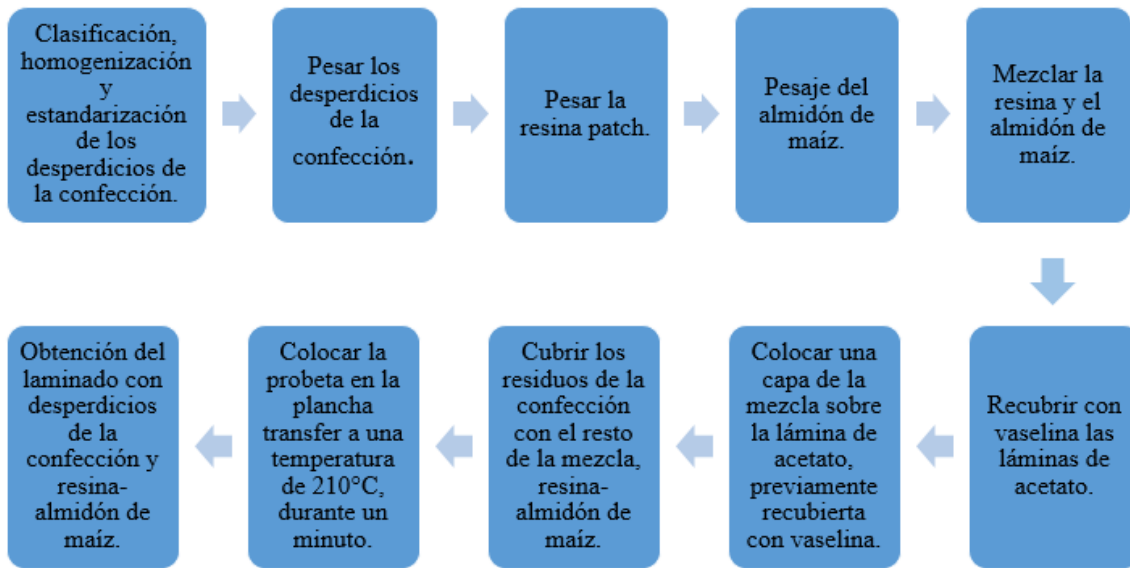 Clasificación,
homogenización
y
estandarización
de los
desperdicios de
la confección.
Pesar los
desperdicios
de la
confección.
Pesar la
resina patch.
Pesaje del
almidón de
maíz.
Mezclar la
resina y el
almidón de
maíz.
Recubrir con
vaselina las
láminas de
acetato.
Colocar una
capa de la
mezcla sobre
la lámina de
acetato,
previamente
recubierta
con vaselina.
Cubrir los
residuos de la
confección
con el resto
de la mezcla,
resina-
almidón de
maíz.
Colocar la
probeta en la
plancha
transfer a una
temperatura
de 210°C,
durante un
minuto.
Obtención del
laminado con
desperdicios
de la
confección y
resina-
almidón de
maíz.